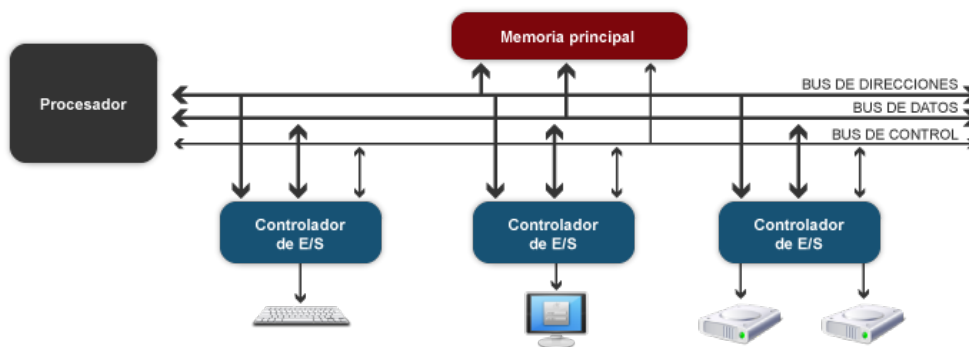 Memoria principal
Procesador
BUS DE DIRECCIONES
BUS DE DATOS
BUS DE CONTROL
Controlador
de E/S
Controlador
de E/S
Controlador
de E/S